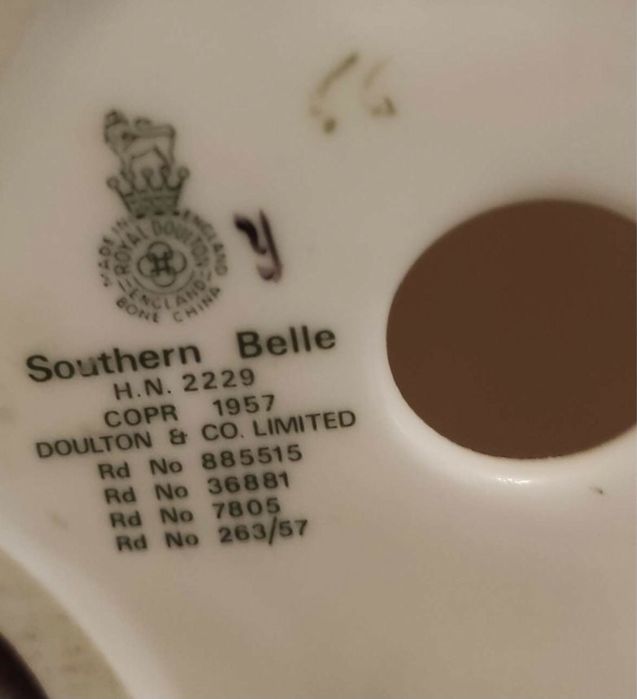 MADE IN ENGLAND
ROYAL DOULTON
ENGLAND
BONE CHINA
Southern Belle
H.N. 2229
COPR 1957
DOULTON & CO. LIMITED
Rd No 885515
Rd No 36881
Rd No 7805
Rd No 263/57